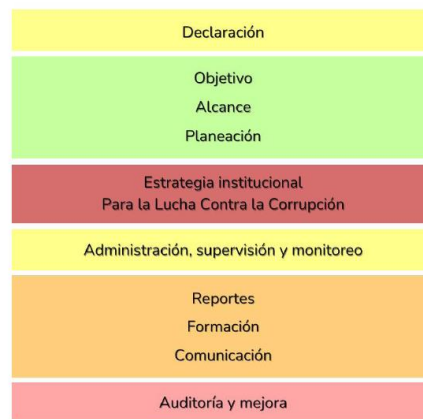 Declaración
Objetivo
Alcance
Planeación
Estrategia institucional
Para la Lucha Contra la Corrupción
Administración, supervisión y monitoreo
Reportes
Formación
Comunicación
Auditoría y mejora